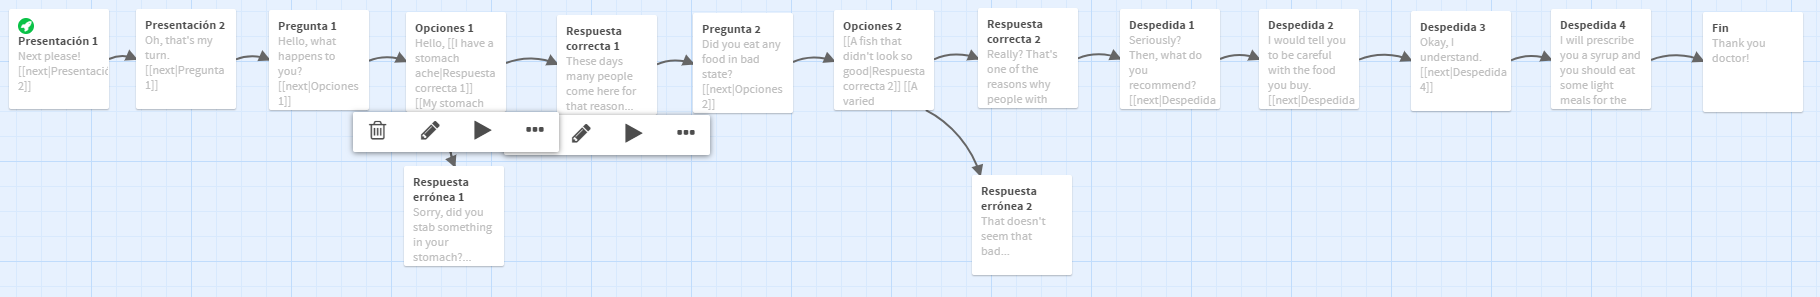 Presentación 1
Next please!
[[next|Presentació
2]]
Presentación 2
Oh, that's my
turn.
[[next|Pregunta
1]]
Pregunta 1
Hello, what
happens to
you?
[[next|Opciones
1]]
Opciones 1
Hello, [[I have a
stomach
ache|Respuesta
correcta 1]]
[[My stomach
Respuesta
correcta 1
These days
many people
come here for
that reason...
Pregunta 2
Did you eat any
food in bad
state?
[[next|Opciones
2]]
Opciones 2
[[A fish that
didn't look so
good|Respuesta
correcta 2]] [[A
varied
Respuesta
correcta 2
Really? That's
one of the
reasons why
people with
Despedida 1
Seriously?
Then, what do
you
recommend?
[[next|Despedida
Despedida 2
I would tell you
to be careful
with the food
you buy.
[[next|Despedida
Despedida 3
Okay, I
understand.
[[next|Despedida
4]]
Despedida 4
I will prescribe
you a syrup and
you should eat
some light
meals for the
Fin
Thank you
doctor!
Respuesta
errónea 1
Sorry, did you
stab something
in your
stomach?...
Respuesta
errónea 2
That doesn't
seem that
bad...